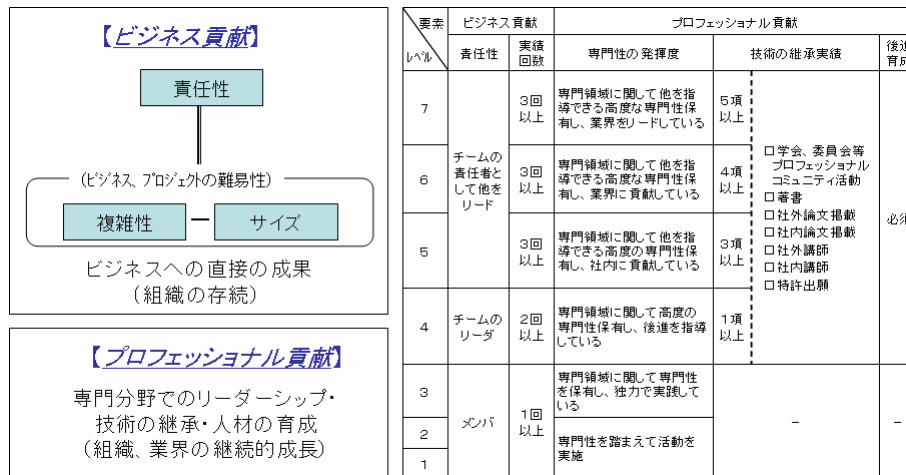 【ビジネス貢献】
責任性
(ビジネス、プロジェクトの難易性)
複雑性
サイズ
ビジネスへの直接の成果
(組織の存続)
【プロフェッショナル貢献】
専門分野でのリーダーシップ・
技術の継承・人材の育成
(組織、業界の継続的成長)
要素
レベル
ビジネス貢献
プロフェッショナル貢献
責任性
実績
回数
専門性の発揮度
技術の継承実績
後進
育成
7
3回
以上
専門領域に関して他を指
導できる高度な専門性保
有し、業界をリードしている
5項
以上
チームの
責任者と
して他を
リード
6
3回
以上
専門領域に関して他を指
導できる高度な専門性保
有し、業界に貢献している
4項
以上
□学会、委員会等
プロフェッショナル
コミュニティ活動
□著書
□社外論文掲載
□社内論文掲載
□社外講師
□社内講師
□特許出願
必須
5
3回
以上
専門領域に関して他を指
導できる高度の専門性保
有し、社内に貢献している
3項
以上
4
チームの
リーダ
2回
以上
専門領域に関して高度の
専門性保有し、後進を指導
している
1項
以上
3
専門領域に関して専門性
を保有し、独力で実践して
いる
メンバ
1回
以上
－
－
2
専門性を踏まえて活動を
実施
1